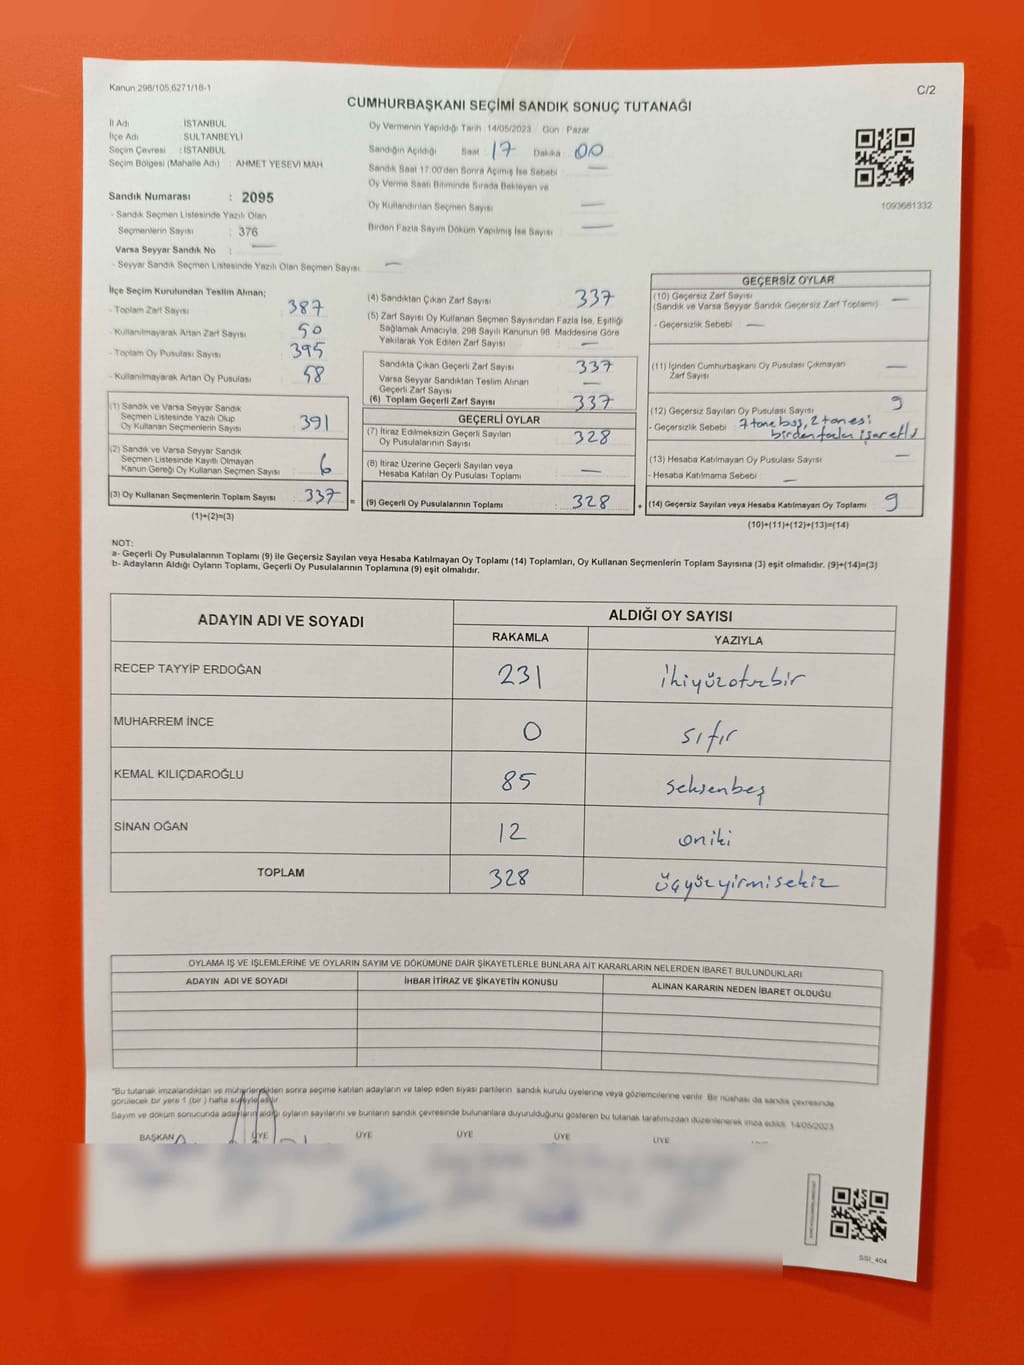 Kanun 298/105,6271/18-1
C/2
CUMHURBAŞKANI SEÇİMİ SANDIK SONUÇ TUTANAĞI
İl Adı İSTANBUL
İlçe Adı SULTANBEYLİ
Seçim Çevresi : İSTANBUL
Seçim Bölgesi (Mahalle Adı) : AHMET YESEVİ MAH
Sandık Numarası : 2095
- Sandık Seçmen Listesinde Yazılı Olan
Seçmenlerin Sayısı : 376
Varsa Seyyar Sandık No : —
- Seyyar Sandık Seçmen Listesinde Yazılı Olan Seçmen Sayısı —
Oy Vermenin Yapıldığı Tarih : 14/05/2023 / Gün : Pazar
Sandığın Açıldığı Saat : 17 Dakika : 00
Sandık Saat 17:00'den Sonra Açılmış İse Sebebi —
Oy Verme Saati Bitiminde Sırada Bekleyen ve
Oy Kullandırılan Seçmen Sayısı —
Birden Fazla Sayım Döküm Yapılmış İse Sayısı —
1093681332
İlçe Seçim Kurulundan Teslim Alınan;
- Toplam Zarf Sayısı 387
- Kullanılmayarak Artan Zarf Sayısı 50
- Toplam Oy Pusulası Sayısı 395
- Kullanılmayarak Artan Oy Pusulası 58
(1) Sandık ve Varsa Seyyar Sandık
Seçmen Listesinde Yazılı Olup
Oy Kullanan Seçmenlerin Sayısı 391
(2) Sandık ve Varsa Seyyar Sandık
Seçmen Listesinde Kayıtlı Olmayan
Kanun Gereği Oy Kullanan Seçmen Sayısı 6
(3) Oy Kullanan Seçmenlerin Toplam Sayısı 337 =
(1)+(2)=(3)
(4) Sandıktan Çıkan Zarf Sayısı 337
(5) Zarf Sayısı Oy Kullanan Seçmen Sayısından Fazla İse, Eşitliği
Sağlamak Amacıyla, 298 Sayılı Kanunun 98. Maddesine Göre
Yakılarak Yok Edilen Zarf Sayısı —
Sandıkta Çıkan Geçerli Zarf Sayısı 337
Varsa Seyyar Sandıktan Teslim Alınan
Geçerli Zarf Sayısı —
(6) Toplam Geçerli Zarf Sayısı 337
GEÇERLİ OYLAR
(7) İtiraz Edilmeksizin Geçerli Sayılan
Oy Pusulalarının Sayısı 328
(8) İtiraz Üzerine Geçerli Sayılan veya
Hesaba Katılan Oy Pusulası Toplamı —
(9) Geçerli Oy Pusulalarının Toplamı : 328 +
GEÇERSİZ OYLAR
(10) Geçersiz Zarf Sayısı —
(Sandık ve Varsa Seyyar Sandık Geçersiz Zarf Toplamı)
- Geçersizlik Sebebi —
(11) İçinden Cumhurbaşkanı Oy Pusulası Çıkmayan
Zarf Sayısı —
(12) Geçersiz Sayılan Oy Pusulası Sayısı 9
- Geçersizlik Sebebi 7 tane boş, 2 tanesi
birden fazla işaretli
(13) Hesaba Katılmayan Oy Pusulası Sayısı —
- Hesaba Katılmama Sebebi —
(14) Geçersiz Sayılan veya Hesaba Katılmayan Oy Toplamı 9
(10)+(11)+(12)+(13)=(14)
NOT:
a- Geçerli Oy Pusulalarının Toplamı (9) ile Geçersiz Sayılan veya Hesaba Katılmayan Oy Toplamı (14) Toplamları, Oy Kullanan Seçmenlerin Toplam Sayısına (3) eşit olmalıdır. (9)+(14)=(3)
b- Adayların Aldığı Oyların Toplamı, Geçerli Oy Pusulalarının Toplamına (9) eşit olmalıdır.
ADAYIN ADI VE SOYADI ALDIĞI OY SAYISI
RAKAMLA YAZIYLA
RECEP TAYYİP ERDOĞAN 231 ikiyüzotuzbir
MUHARREM İNCE 0 sıfır
KEMAL KILIÇDAROĞLU 85 seksenbeş
SİNAN OĞAN 12 oniki
TOPLAM 328 üçyüzyirmisekiz
OYLAMA İŞ VE İŞLEMLERİNE VE OYLARIN SAYIM VE DÖKÜMÜNE DAİR ŞİKAYETLERLE BUNLARA AİT KARARLARIN NELERDEN İBARET BULUNDUKLARI
ADAYIN ADI VE SOYADI İHBAR İTİRAZ VE ŞİKAYETİN KONUSU ALINAN KARARIN NEDEN İBARET OLDUĞU
*Bu tutanak imzalandıktan ve mühürlendikten sonra seçime katılan adayların ve talep eden siyasi partilerin sandık kurulu üyelerine veya gözlemcilerine verilir. Bir nüshası da sandık çevresinde
görülecek bir yere 1 (bir) hafta süreyle asılır
Sayım ve döküm sonucunda adayların aldığı oyların sayılarını ve bunların sandık çevresinde bulunanlara duyurulduğunu gösteren bu tutanak tarafımızdan düzenlenerek imza edildi. 14/05/2023
BAŞKAN ÜYE ÜYE ÜYE ÜYE ÜYE
SSI_404